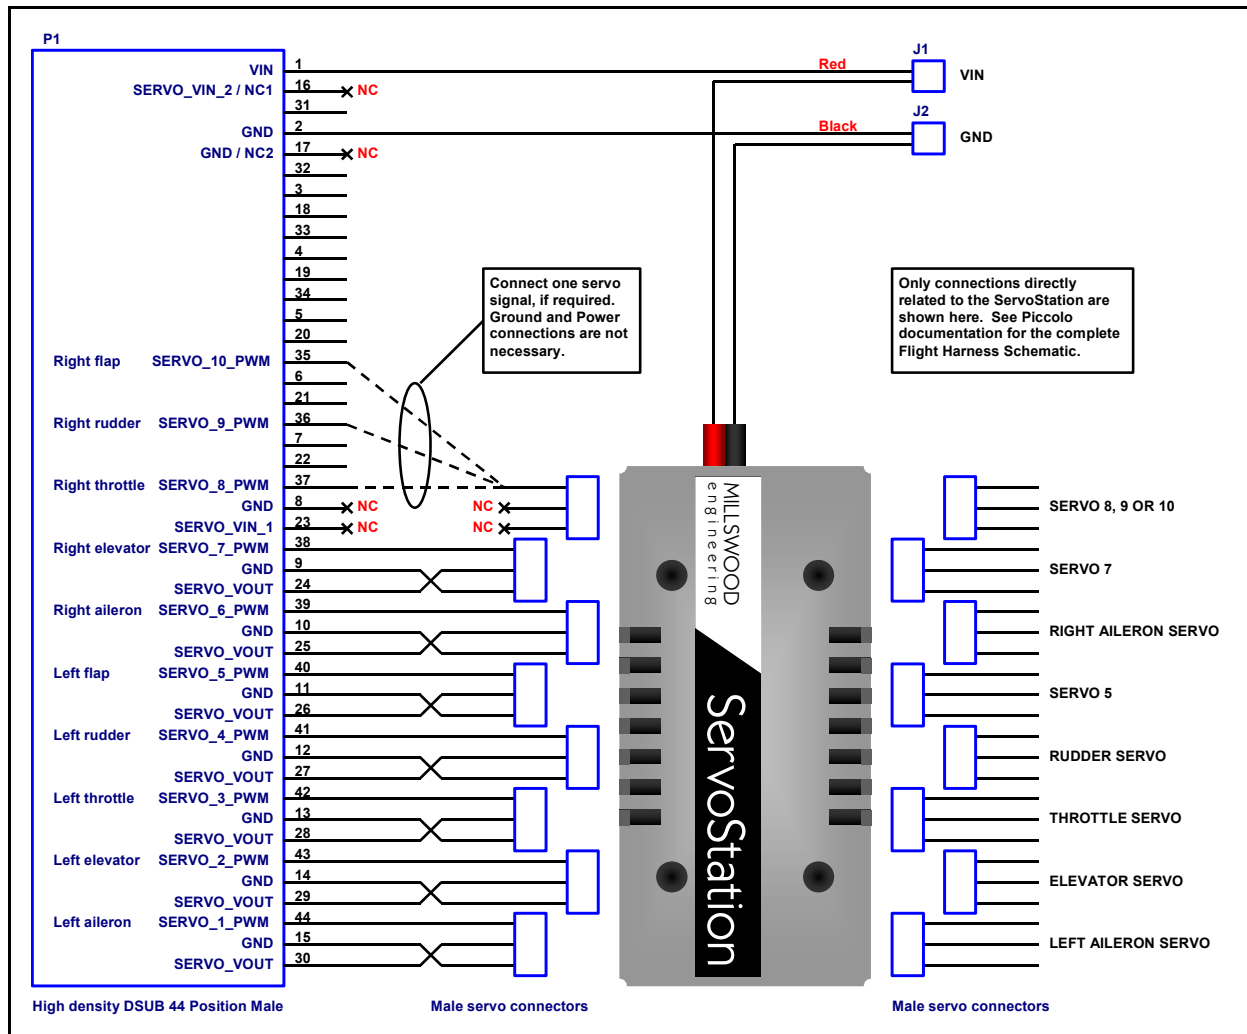 P1
VIN 1
SERVO_VIN_2 / NC1 16 NC
31
GND 2
GND / NC2 17 NC
32
3
18
33
4
19
34
5
20
Right flap SERVO_10_PWM 35
6
21
Right rudder SERVO_9_PWM 36
7
22
Right throttle SERVO_8_PWM 37
GND 8 NC NC
SERVO_VIN_1 23 NC NC
Right elevator SERVO_7_PWM 38
GND 9
SERVO_VOUT 24
Right aileron SERVO_6_PWM 39
GND 10
SERVO_VOUT 25
Left flap SERVO_5_PWM 40
GND 11
SERVO_VOUT 26
Left rudder SERVO_4_PWM 41
GND 12
SERVO_VOUT 27
Left throttle SERVO_3_PWM 42
GND 13
SERVO_VOUT 28
Left elevator SERVO_2_PWM 43
GND 14
SERVO_VOUT 29
Left aileron SERVO_1_PWM 44
GND 15
SERVO_VOUT 30
High density DSUB 44 Position Male
Red
J1
VIN
Black
J2
GND
Connect one servo
signal, if required.
Ground and Power
connections are not
necessary.
Only connections directly
related to the ServoStation are
shown here. See Piccolo
documentation for the complete
Flight Harness Schematic.
MILLSWOOD
engineering
ServoStation
SERVO 8, 9 OR 10
SERVO 7
RIGHT AILERON SERVO
SERVO 5
RUDDER SERVO
THROTTLE SERVO
ELEVATOR SERVO
LEFT AILERON SERVO
Male servo connectors
Male servo connectors